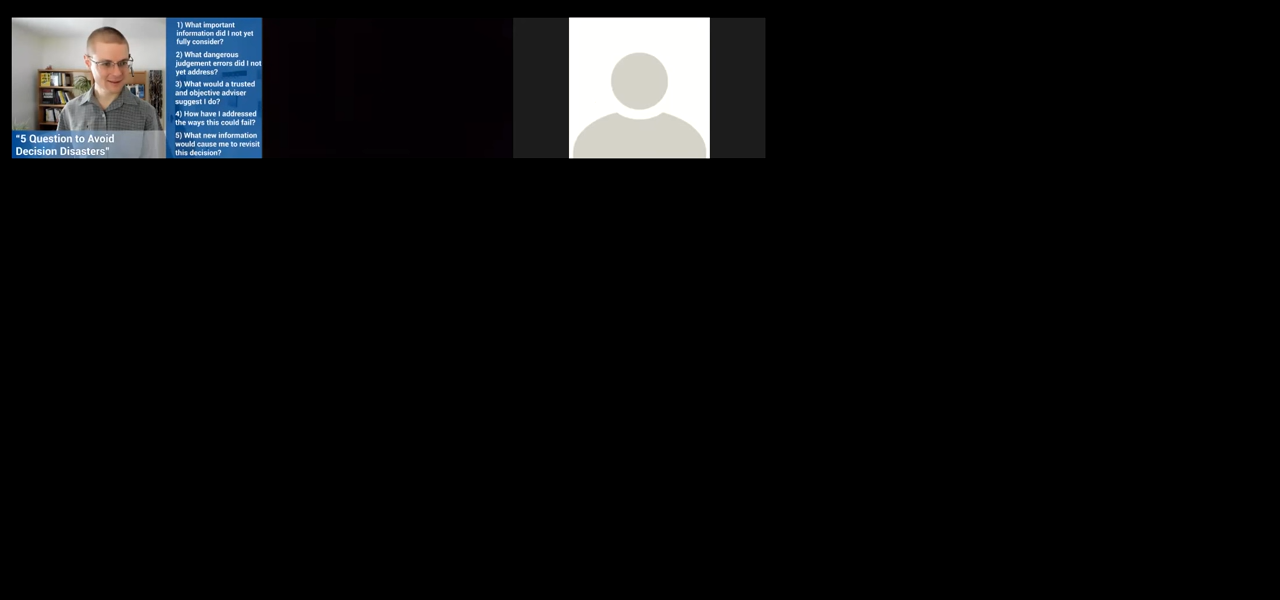 1) What important
information did I not yet
fully consider?
2) What dangerous
judgement errors did I not
yet address?
3) What would a trusted
and objective adviser
suggest I do?
4) How have I addressed
the ways this could fail?
5) What new information
would cause me to revisit
this decision?
"5 Question to Avoid
Decision Disasters"